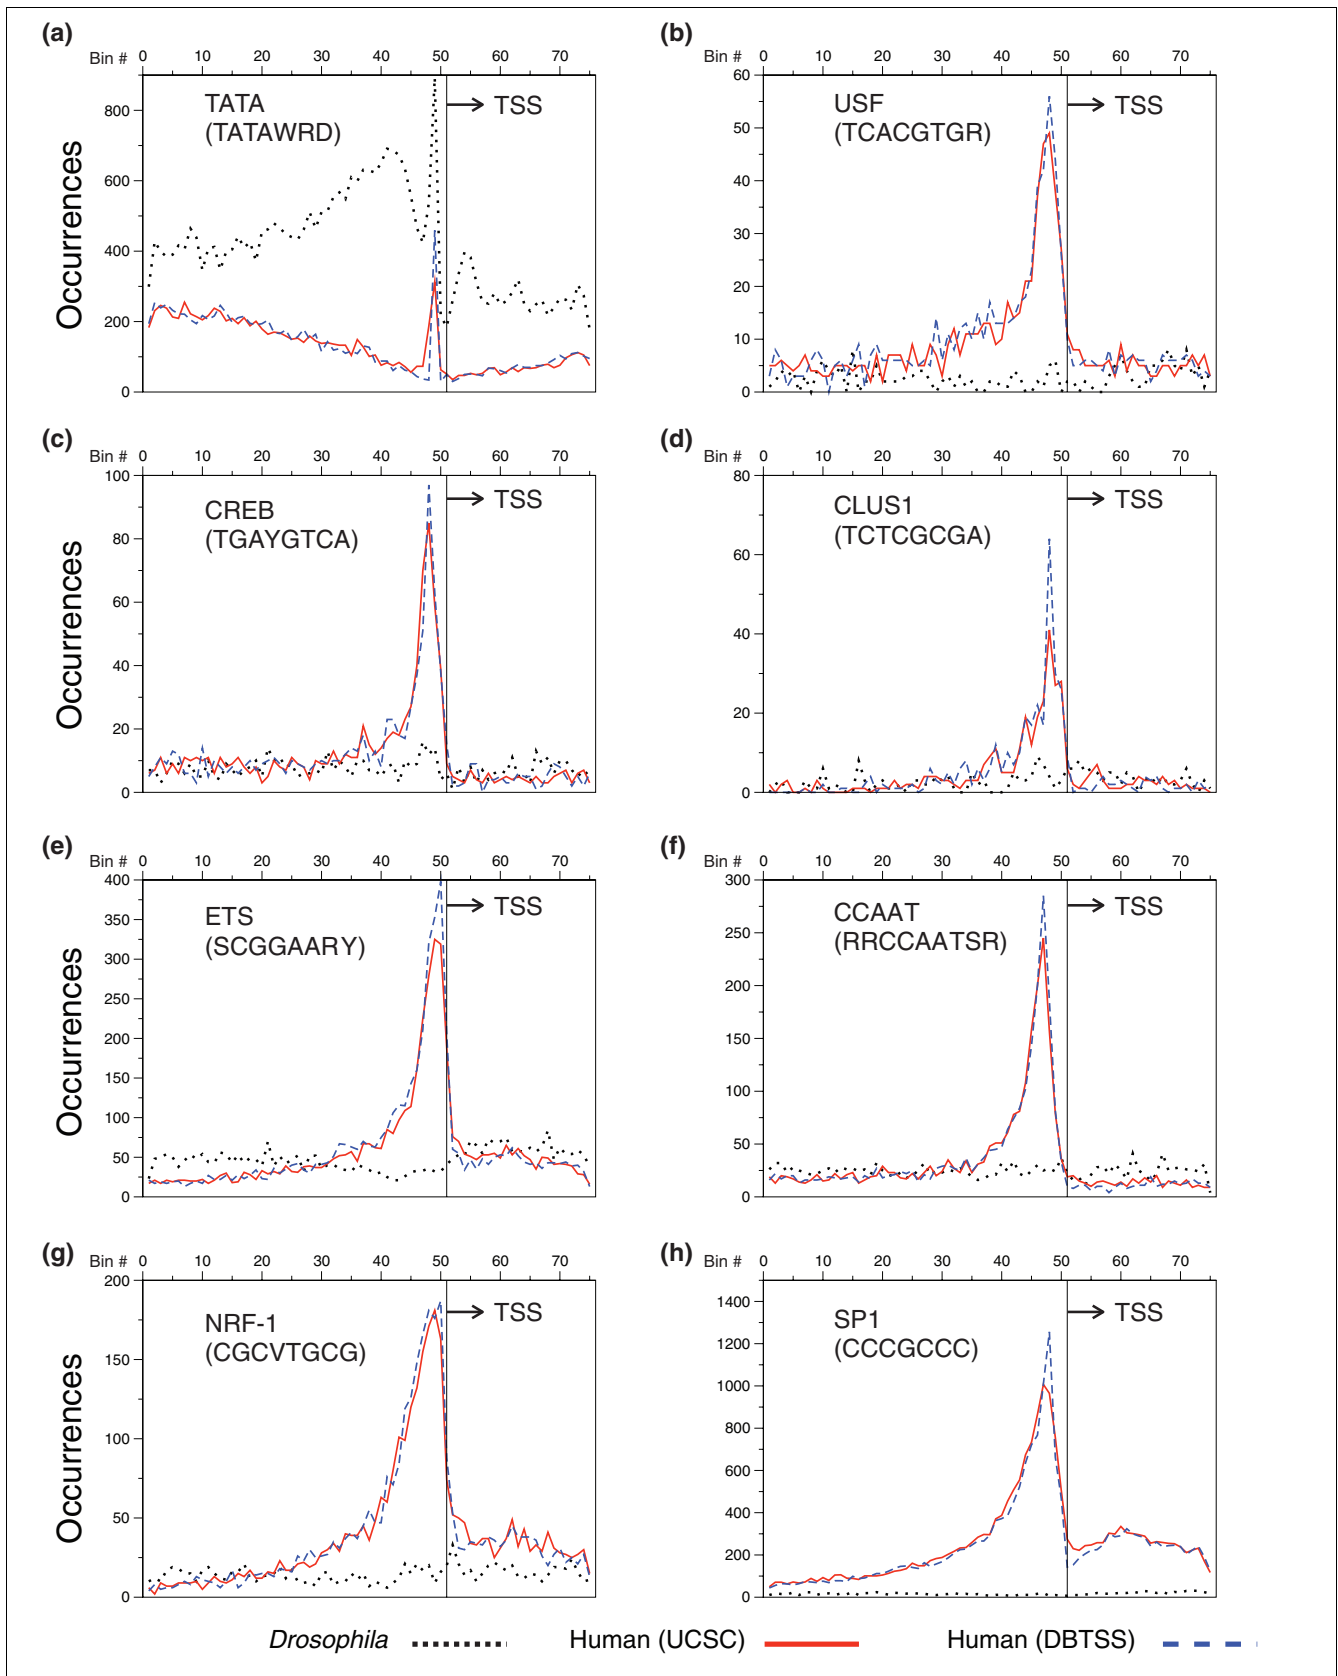 (a)
Bin # 0 10 20 30 40 50 60 70
TATA
(TATAWRD)
TSS
800
600
400
200
0
Occurrences
(b)
Bin # 0 10 20 30 40 50 60 70
USF
(TCACGTGR)
TSS
60
50
40
30
20
10
0
(c)
Bin # 0 10 20 30 40 50 60 70
CREB
(TGAYGTCA)
TSS
100
80
60
40
20
0
Occurrences
(d)
Bin # 0 10 20 30 40 50 60 70
CLUS1
(TCTCGCGA)
TSS
80
60
40
20
0
(e)
Bin # 0 10 20 30 40 50 60 70
ETS
(SCGGAARY)
TSS
400
350
300
250
200
150
100
50
0
Occurrences
(f)
Bin # 0 10 20 30 40 50 60 70
CCAAT
(RRCCAATSR)
TSS
300
250
200
150
100
50
0
(g)
Bin # 0 10 20 30 40 50 60 70
NRF-1
(CGCVTGCG)
TSS
200
150
100
50
0
Occurrences
(h)
Bin # 0 10 20 30 40 50 60 70
SP1
(CCCGCCC)
TSS
1400
1200
1000
800
600
400
200
0
Drosophila Human (UCSC) Human (DBTSS)